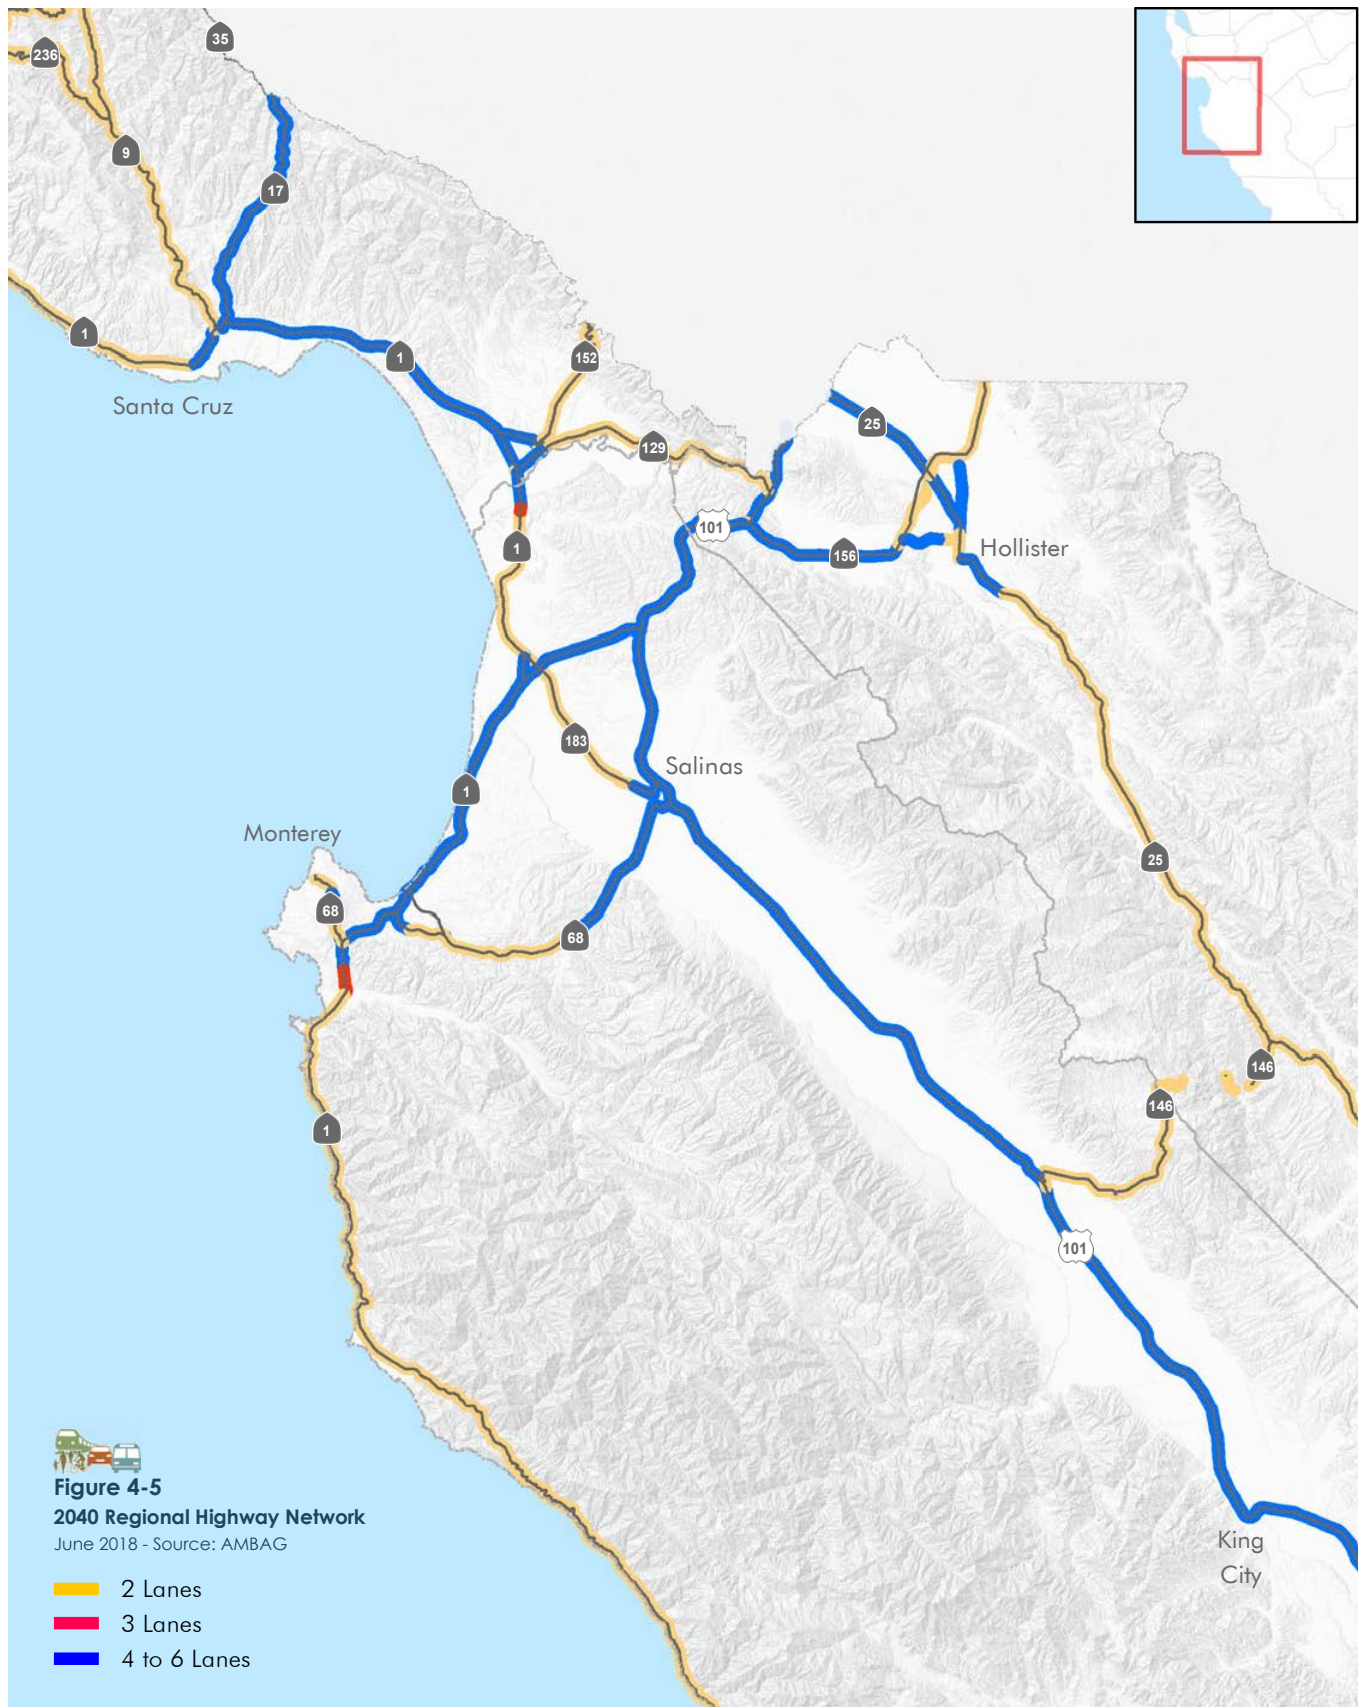 35
236
9
17
1
1
152
Santa Cruz
25
129
101
1
156
Hollister
183
Salinas
1
Monterey
25
68
68
146
146
1
101
Figure 4-5
2040 Regional Highway Network
June 2018 - Source: AMBAG
King
City
2 Lanes
3 Lanes
4 to 6 Lanes